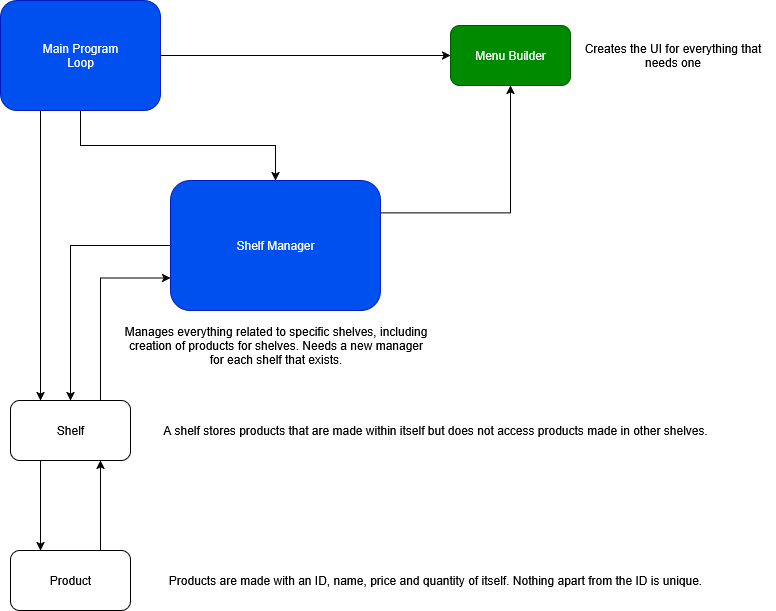 Main Program
Loop
Menu Builder
Creates the UI for everything that
needs one
Shelf Manager
Manages everything related to specific shelves, including
creation of products for shelves. Needs a new manager
for each shelf that exists.
Shelf
A shelf stores products that are made within itself but does not access products made in other shelves.
Product
Products are made with an ID, name, price and quantity of itself. Nothing apart from the ID is unique.